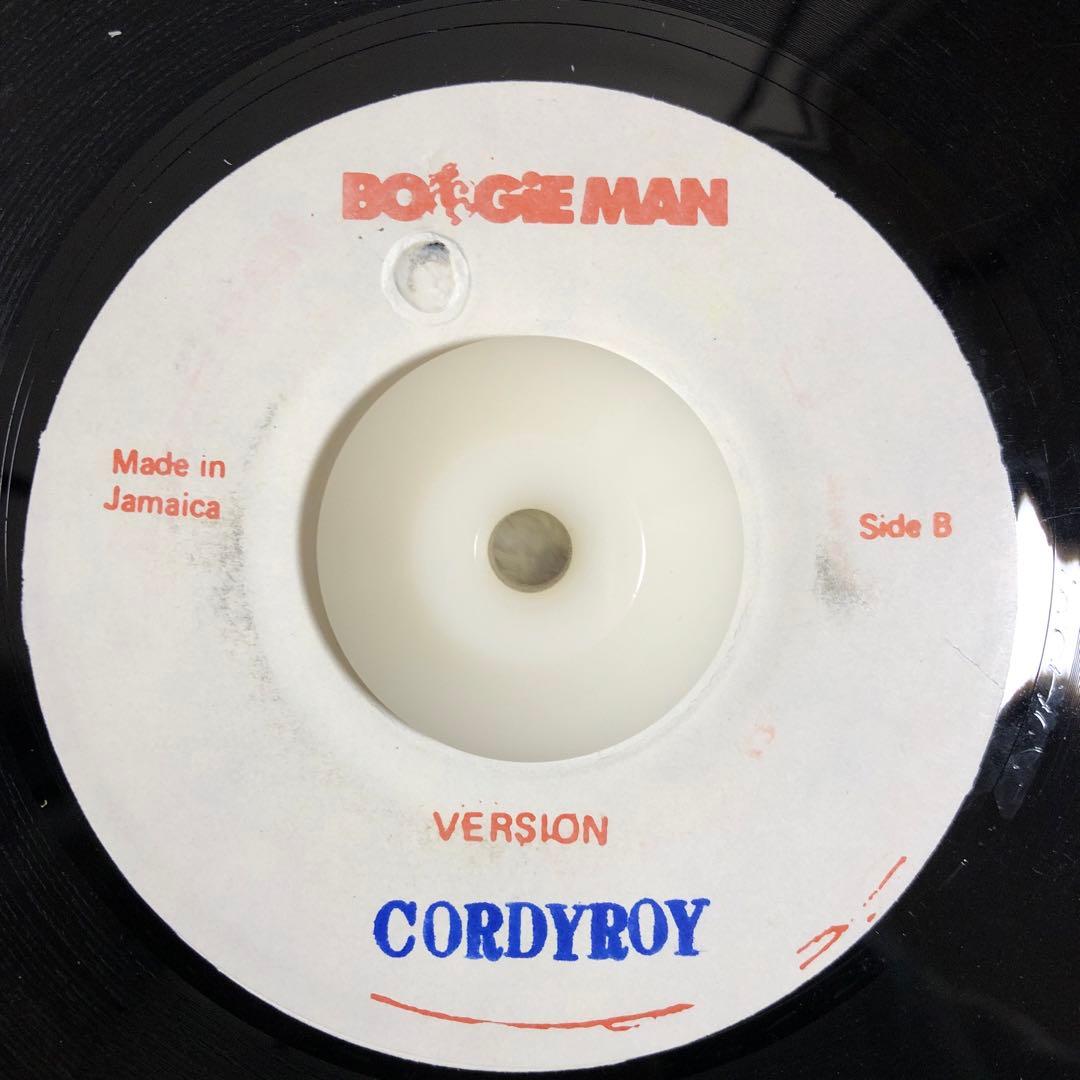 BOOGIE MAN
Made in
Jamaica
Side B
VERSION
CORDYROY